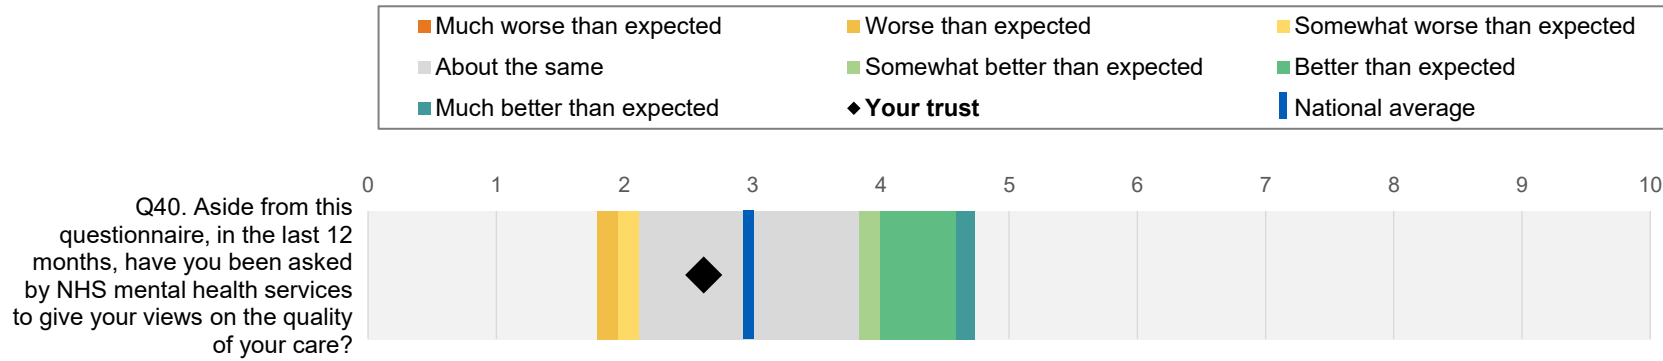 Much worse than expected
Worse than expected
Somewhat worse than expected
About the same
Somewhat better than expected
Better than expected
Much better than expected
Your trust
National average
0 1 2 3 4 5 6 7 8 9 10
Q40. Aside from this
questionnaire, in the last 12
months, have you been asked
by NHS mental health services
to give your views on the quality
of your care?